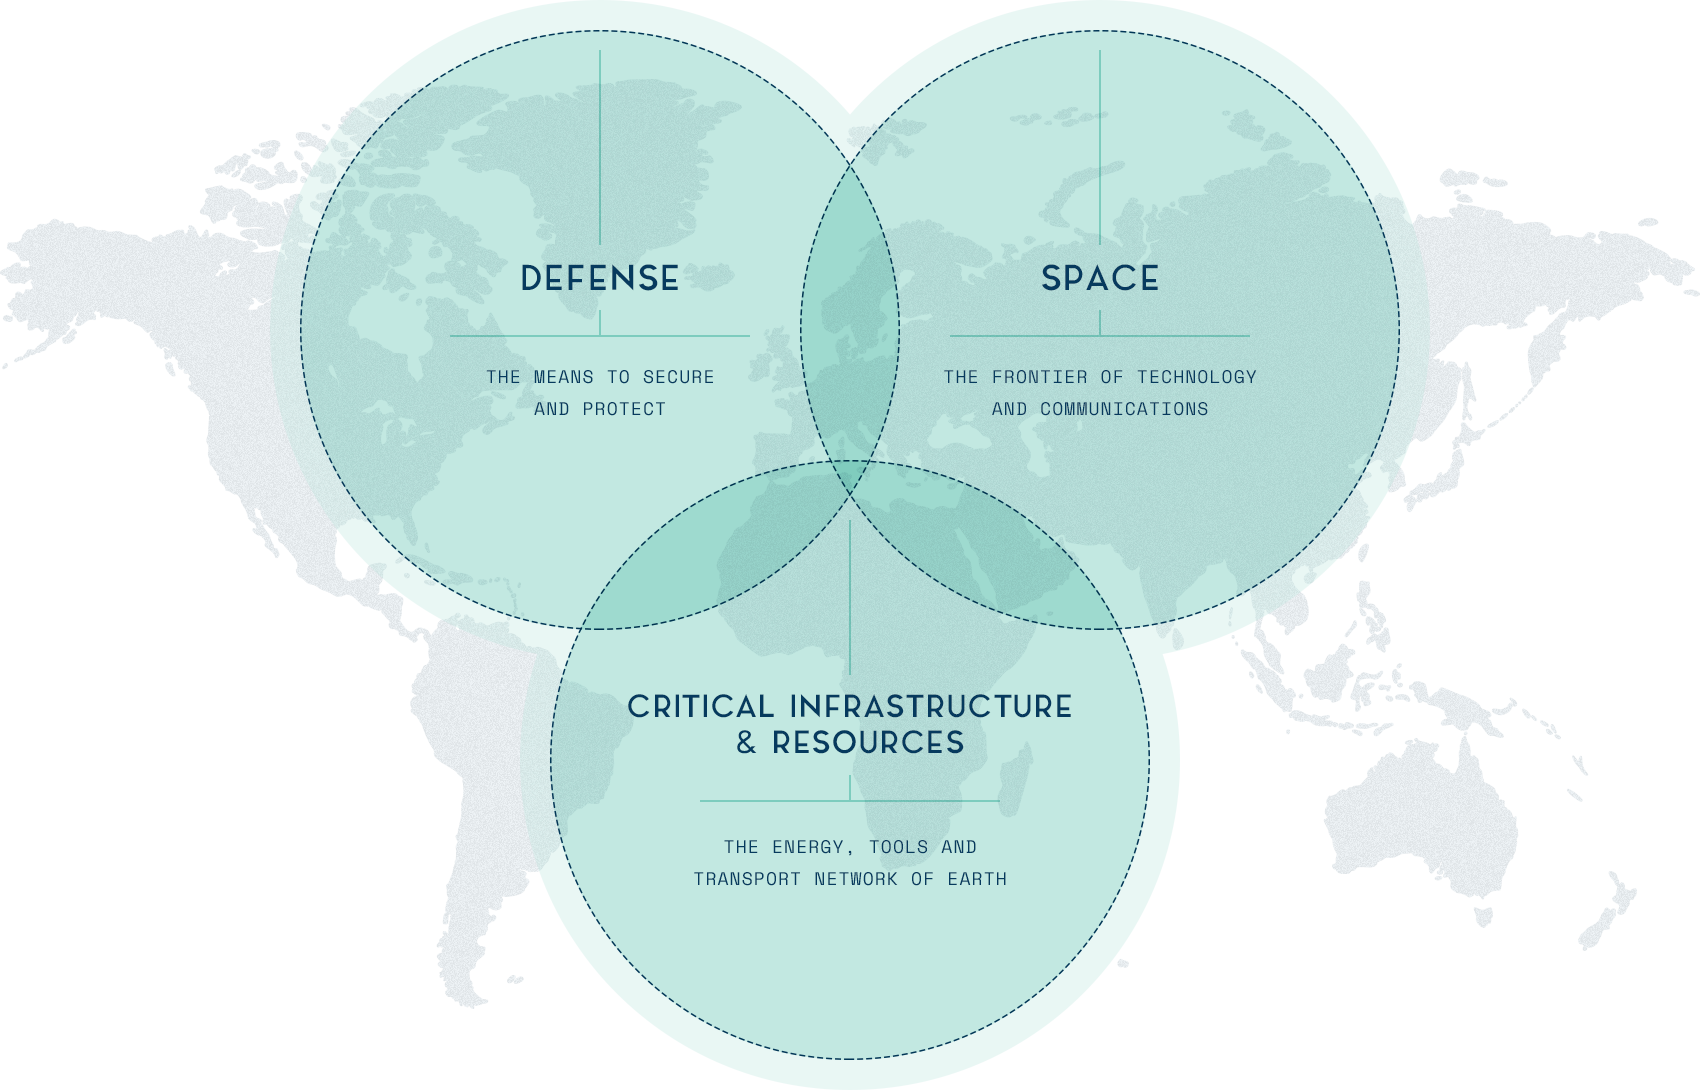 DEFENSE
THE MEANS TO SECURE
AND PROTECT
SPACE
THE FRONTIER OF TECHNOLOGY
AND COMMUNICATIONS
CRITICAL INFRASTRUCTURE
& RESOURCES
THE ENERGY, TOOLS AND
TRANSPORT NETWORK OF EARTH